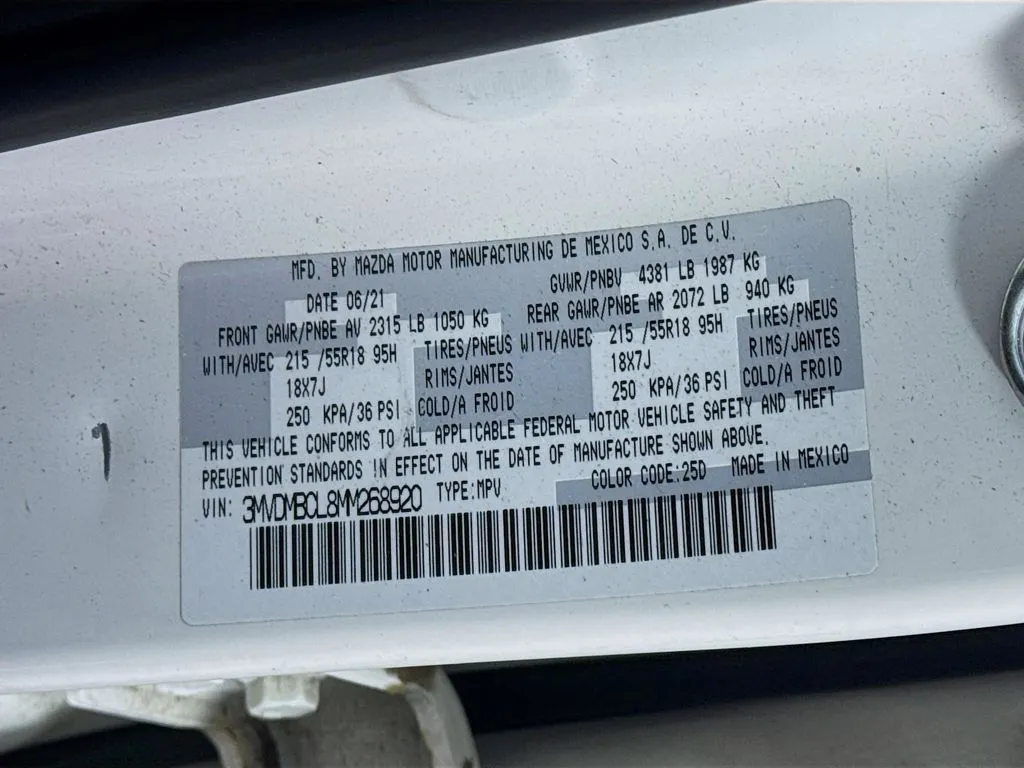 MFD. BY MAZDA MOTOR MANUFACTURING DE MEXICO S.A. DE C.V.
DATE 06/21 GVWR/PNBV 4381 LB 1987 KG
FRONT GAWR/PNBE AV 2315 LB 1050 KG REAR GAWR/PNBE AR 2072 LB 940 KG
WITH/AVEC 215 /55R18 95H TIRES/PNEUS WITH/AVEC 215 /55R18 95H TIRES/PNEUS
18X7J RIMS/JANTES 18X7J RIMS/JANTES
250 KPA/36 PSI COLD/A FROID 250 KPA/36 PSI COLD/A FROID
THIS VEHICLE CONFORMS TO ALL APPLICABLE FEDERAL MOTOR VEHICLE SAFETY AND THEFT
PREVENTION STANDARDS IN EFFECT ON THE DATE OF MANUFACTURE SHOWN ABOVE.
VIN: 3MVDMBCL8MM268920 TYPE:MPV COLOR CODE:25D MADE IN MEXICO